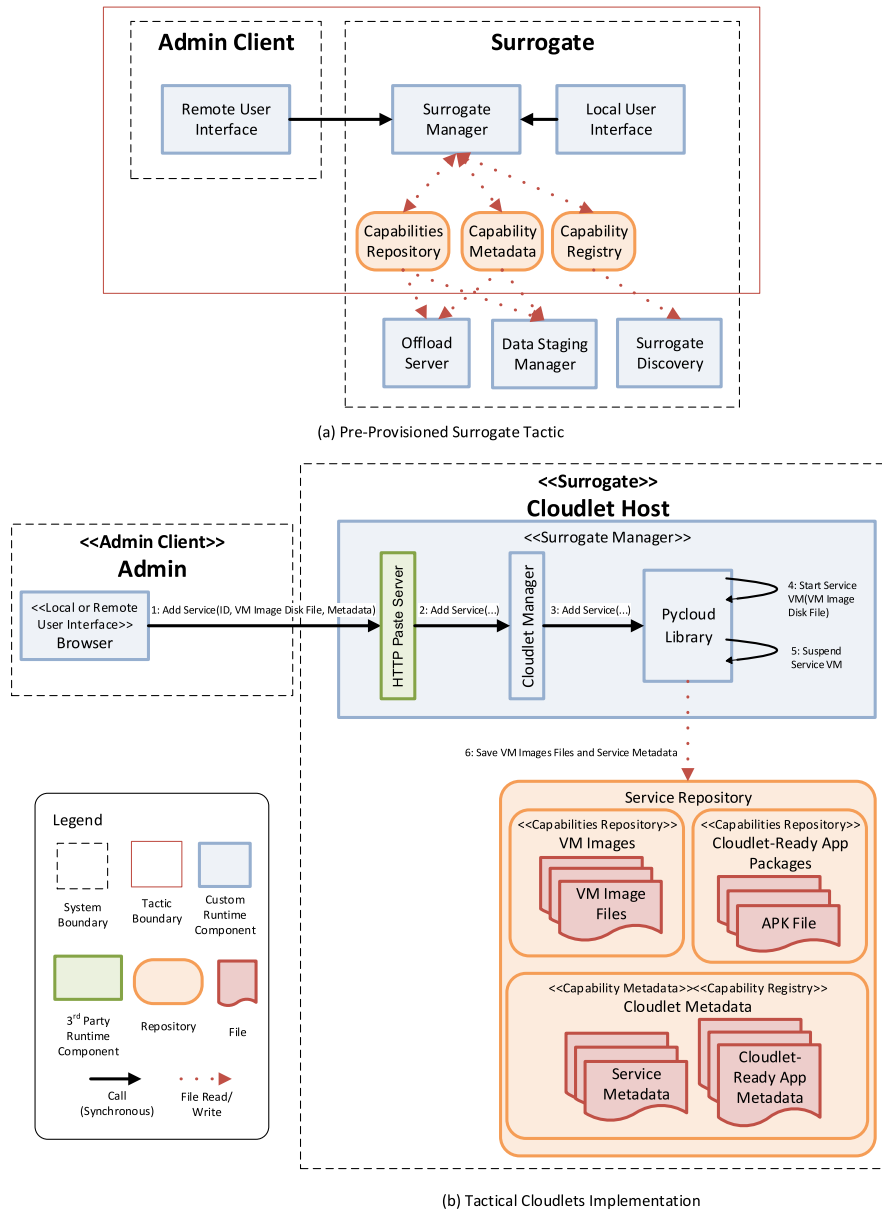 Admin Client
Surrogate
Remote User
Interface
Surrogate
Manager
Local User
Interface
Capabilities
Repository
Capability
Metadata
Capability
Registry
Offload
Server
Data Staging
Manager
Surrogate
Discovery
(a) Pre-Provisioned Surrogate Tactic
<<Surrogate>>
Cloudlet Host
<<Admin Client>>
Admin
<<Local or Remote
User Interface>>
Browser
1: Add Service(ID, VM Image Disk File, Metadata)
<<Surrogate Manager>>
HTTP Paste Server
2: Add Service(...)
Cloudlet Manager
3: Add Service(...)
Pycloud
Library
4: Start Service
VM(VM Image
Disk File)
5: Suspend
Service VM
6: Save VM Images Files and Service Metadata
Service Repository
<<Capabilities Repository>>
VM Images
VM Image
Files
<<Capabilities Repository>>
Cloudlet-Ready App
Packages
APK File
<<Capability Metadata>><<Capability Registry>>
Cloudlet Metadata
Service
Metadata
Cloudlet-
Ready App
Metadata
Legend
System
Boundary
Tactic
Boundary
Custom
Runtime
Component
3rd Party
Runtime
Component
Repository
File
Call
(Synchronous)
File Read/
Write
(b) Tactical Cloudlets Implementation